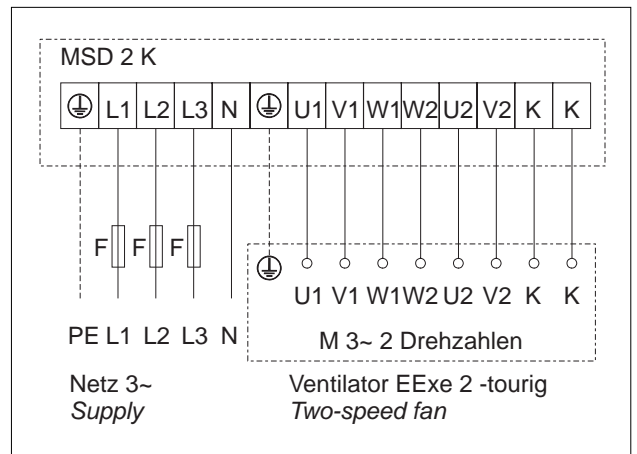 MSD 2 K
L1 L2 L3 N U1 V1 W1 W2 U2 V2 K K
F F F
U1 V1 W1 W2 U2 V2 K K
PE L1 L2 L3 N
M 3~ 2 Drehzahlen
Netz 3~
Supply
Ventilator EExe 2 -tourig
Two-speed fan